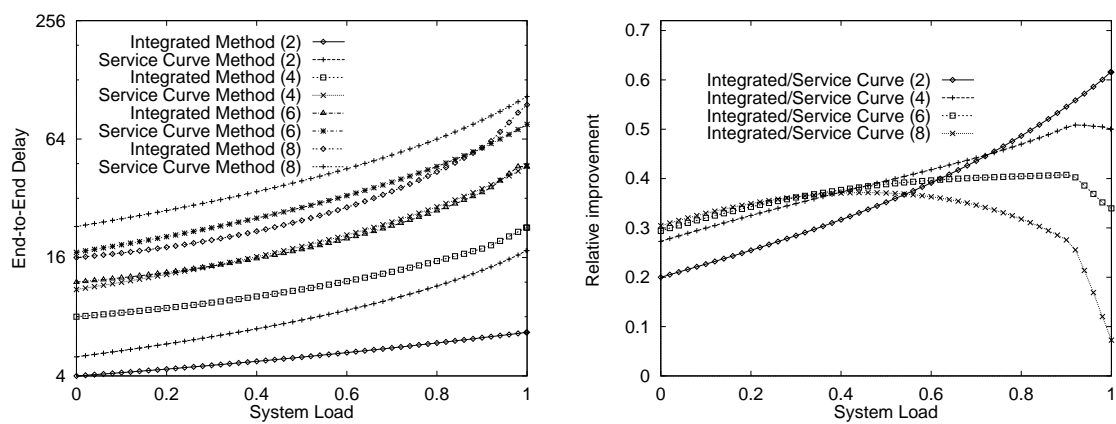 256
64
16
4
End-to-End Delay
Integrated Method (2)
Service Curve Method (2)
Integrated Method (4)
Service Curve Method (4)
Integrated Method (6)
Service Curve Method (6)
Integrated Method (8)
Service Curve Method (8)
0 0.2 0.4 0.6 0.8 1
System Load
0.7
0.6
0.5
0.4
0.3
0.2
0.1
0
Relative improvement
Integrated/Service Curve (2)
Integrated/Service Curve (4)
Integrated/Service Curve (6)
Integrated/Service Curve (8)
0 0.2 0.4 0.6 0.8 1
System Load